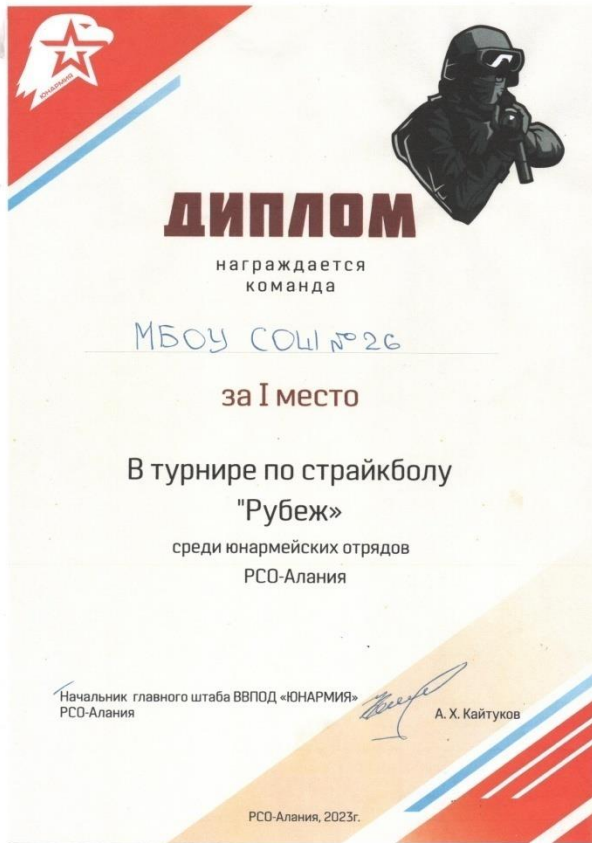 ЮНАРМИЯ
ДИПЛОМ
награждается
команда
МБОУ СОШ №26
за I место
В турнире по страйкболу
"Рубеж»
среди юнармейских отрядов
РСО-Алания
Начальник главного штаба ВВПОД «ЮНАРМИЯ»
РСО-Алания
А. Х. Кайтуков
РСО-Алания, 2023г.